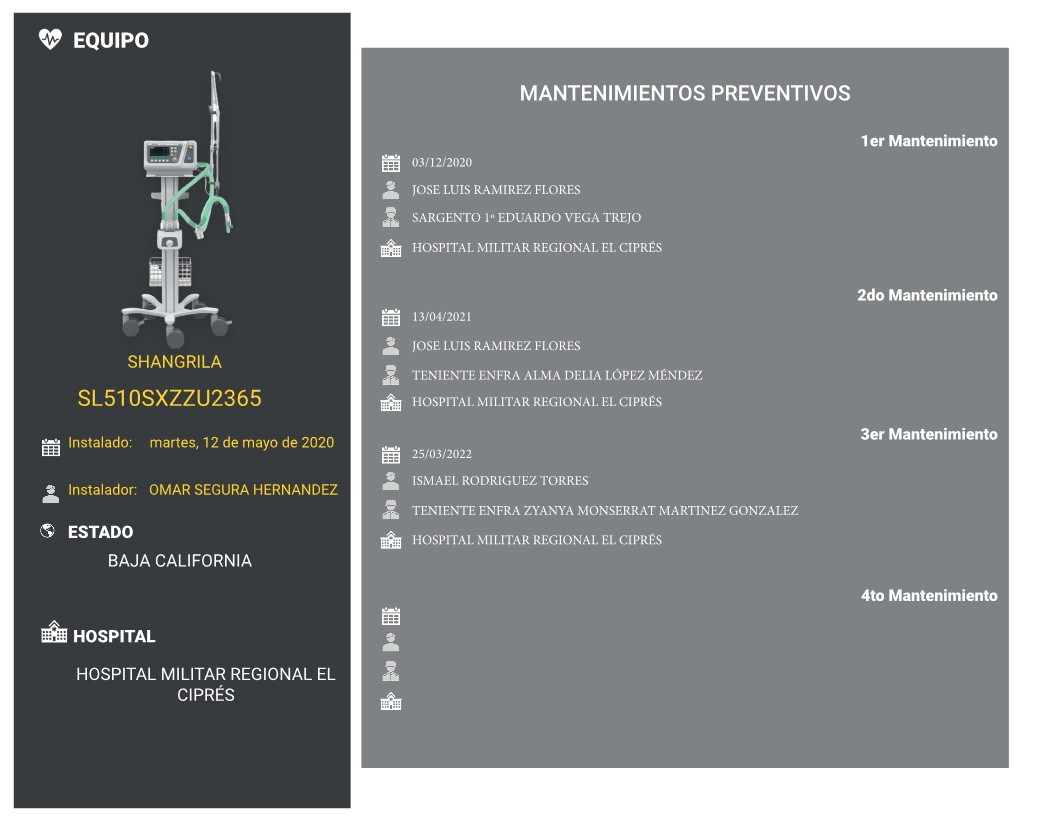 EQUIPO
SHANGRILA
SL510SXZZU2365
Instalado: martes, 12 de mayo de 2020
Instalador: OMAR SEGURA HERNANDEZ
ESTADO
BAJA CALIFORNIA
HOSPITAL
HOSPITAL MILITAR REGIONAL EL
CIPRÉS
MANTENIMIENTOS PREVENTIVOS
1er Mantenimiento
03/12/2020
JOSE LUIS RAMIREZ FLORES
SARGENTO 1º EDUARDO VEGA TREJO
HOSPITAL MILITAR REGIONAL EL CIPRÉS
2do Mantenimiento
13/04/2021
JOSE LUIS RAMIREZ FLORES
TENIENTE ENFRA ALMA DELIA LÓPEZ MÉNDEZ
HOSPITAL MILITAR REGIONAL EL CIPRÉS
3er Mantenimiento
25/03/2022
ISMAEL RODRIGUEZ TORRES
TENIENTE ENFRA ZYANYA MONSERRAT MARTINEZ GONZALEZ
HOSPITAL MILITAR REGIONAL EL CIPRÉS
4to Mantenimiento